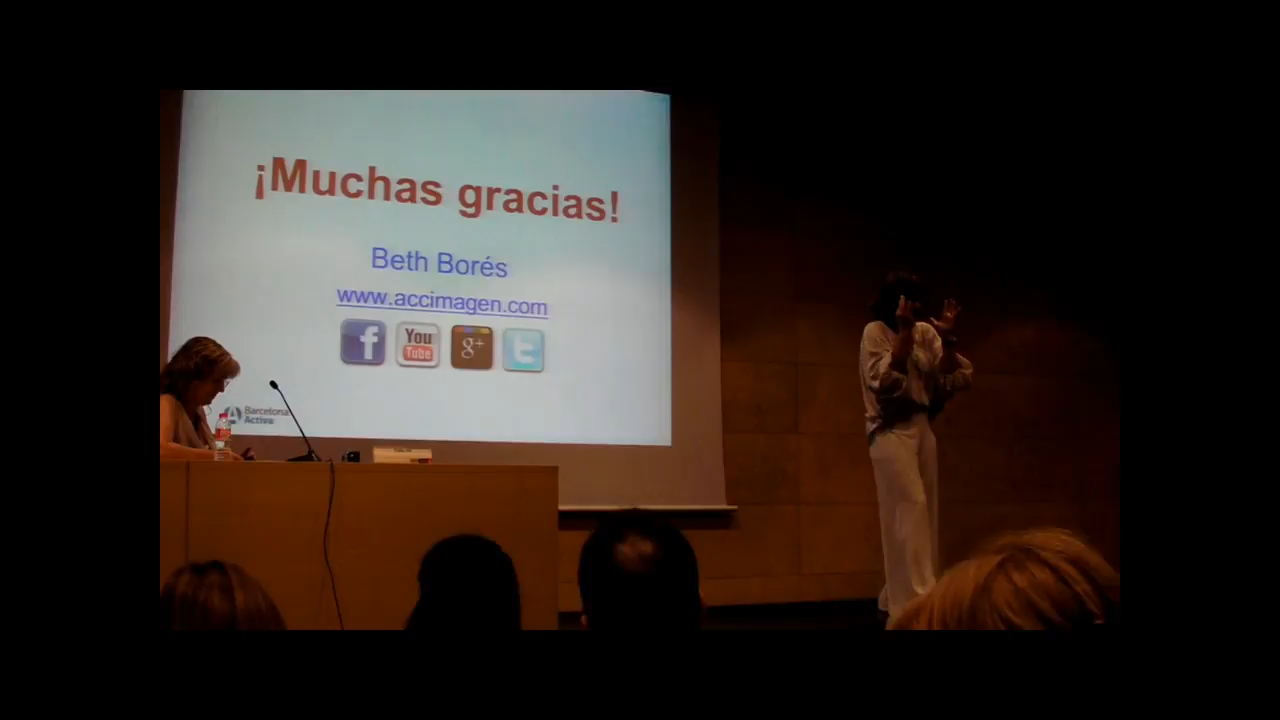 ¡Muchas gracias!
Beth Borés
www.accimagen.com
f
You
Tube
g+
t
Barcelona
Activa